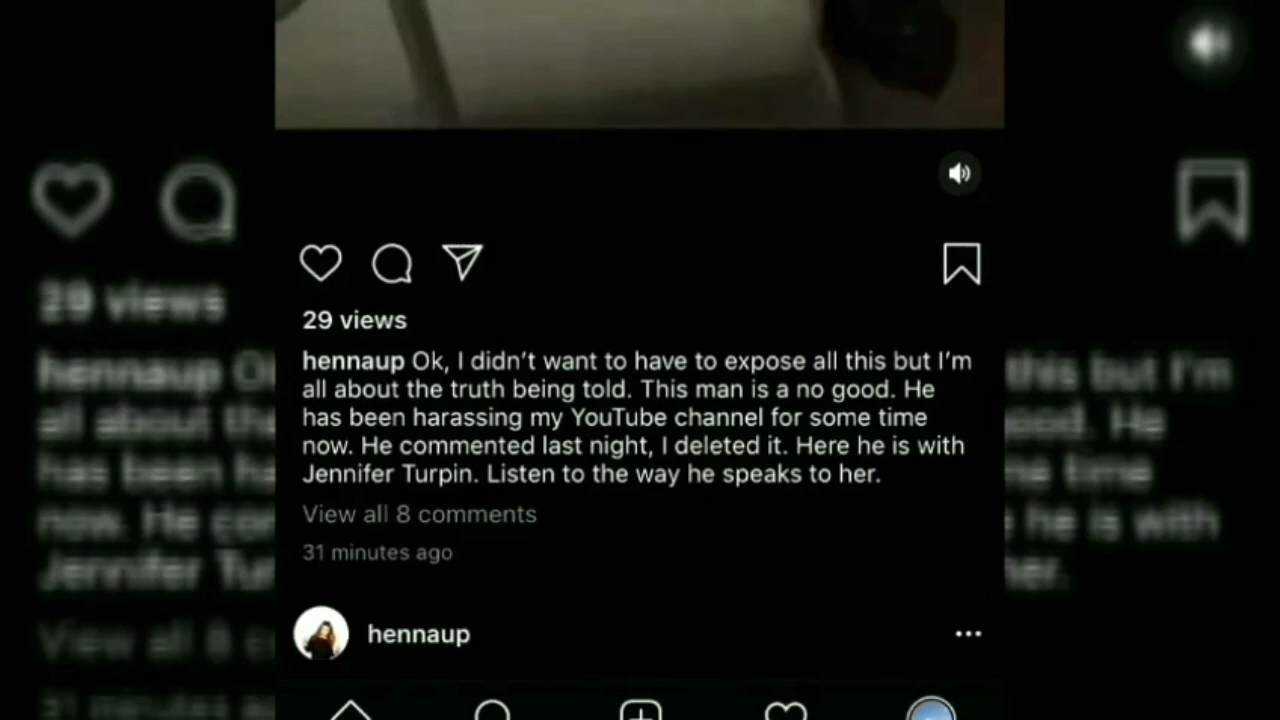 29 views
hennaup Ok, I didn't want to have to expose all this but I'm
all about the truth being told. This man is a no good. He
has been harassing my YouTube channel for some time
now. He commented last night, I deleted it. Here he is with
Jennifer Turpin. Listen to the way he speaks to her.
View all 8 comments
31 minutes ago
hennaup